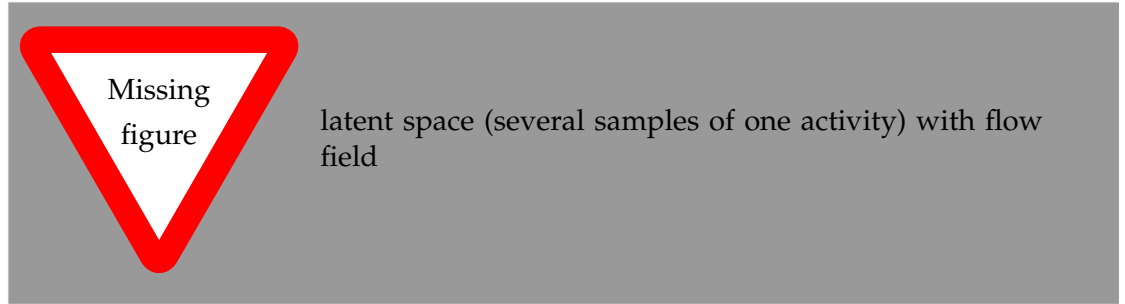 Missing
figure
latent space (several samples of one activity) with flow
field